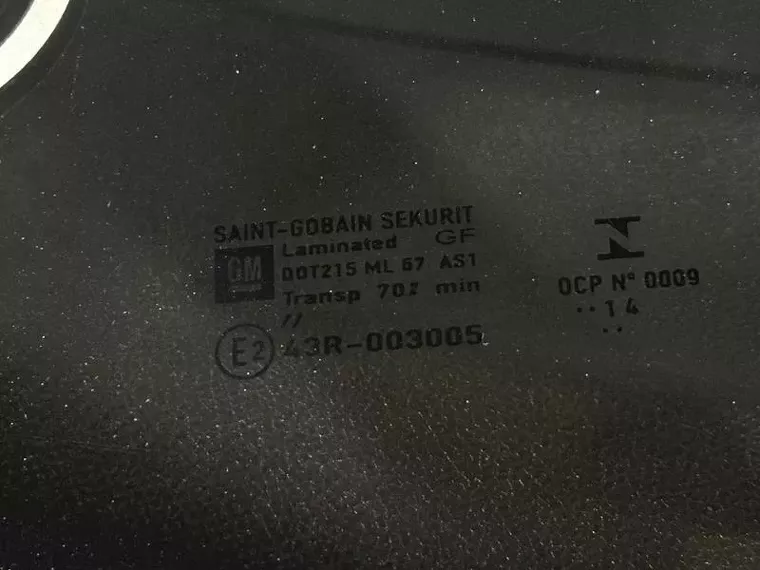 SAINT-GOBAIN SEKURIT
Laminated GF
GM
DOT215 ML 67 AS1
Transp 70% min
//
E2 43R-003005
OCP Nº 0009
··14
··